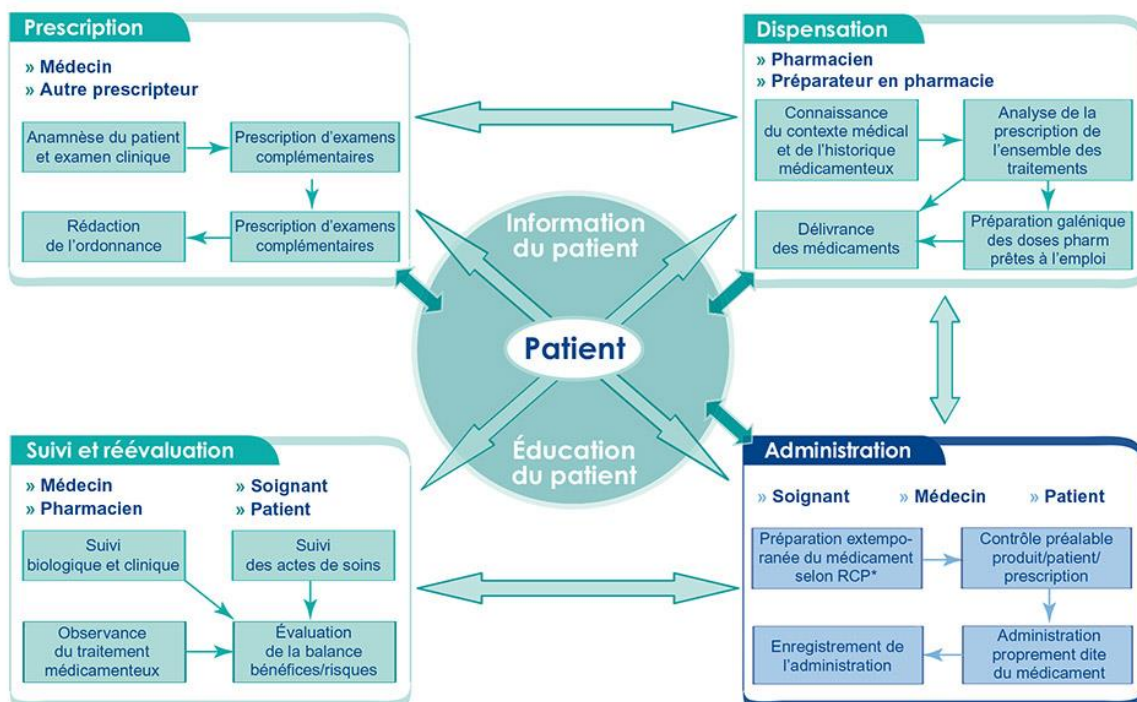 Prescription
» Médecin
» Autre prescripteur
Anamnèse du patient
et examen clinique
Prescription d'examens
complémentaires
Rédaction
de l'ordonnance
Prescription d'examens
complémentaires
Dispensation
» Pharmacien
» Préparateur en pharmacie
Connaissance
du contexte médical
et de l'historique
médicamenteux
Analyse de la
prescription de
l'ensemble des
traitements
Délivrance
des médicaments
Préparation galénique
des doses pharm
prêtes à l'emploi
Information
du patient
Patient
Éducation
du patient
Suivi et réévaluation
» Médecin
» Pharmacien
» Soignant
» Patient
Suivi
biologique et clinique
Suivi
des actes de soins
Observance
du traitement
médicamenteux
Évaluation
de la balance
bénéfices/risques
Administration
» Soignant
» Médecin
» Patient
Préparation extempo-
ranée du médicament
selon RCP*
Contrôle préalable
produit/patient/
prescription
Enregistrement de
l'administration
Administration
proprement dite
du médicament